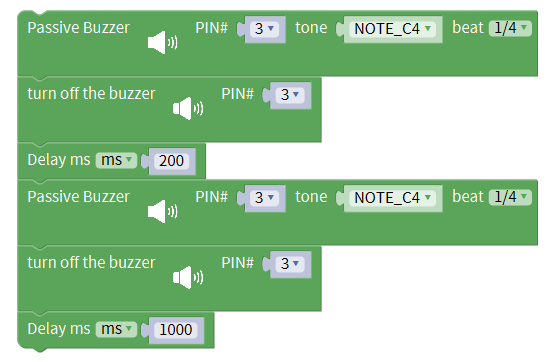 Passive Buzzer PIN# 3 tone NOTE_C4 beat 1/4
turn off the buzzer PIN# 3
Delay ms ms 200
Passive Buzzer PIN# 3 tone NOTE_C4 beat 1/4
turn off the buzzer PIN# 3
Delay ms ms 1000